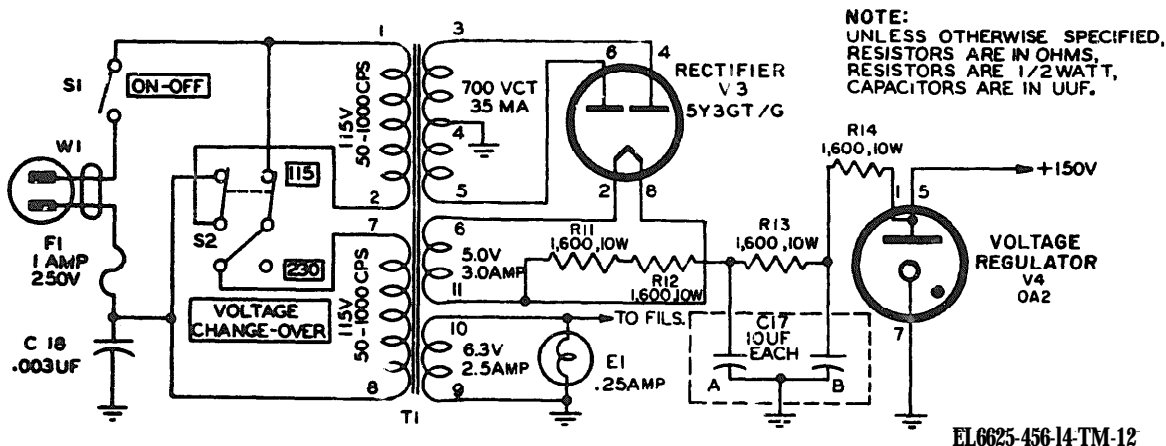 NOTE:
UNLESS OTHERWISE SPECIFIED,
RESISTORS ARE IN OHMS,
RESISTORS ARE 1/2 WATT,
CAPACITORS ARE IN UUF.
S1
ON-OFF
W1
F1
1 AMP
250V
C 18
.003UF
115
S2
230
VOLTAGE
CHANGE-OVER
1
115V
50-1000CPS
2
7
115V
50-1000CPS
8
T1
3
700 VCT
35 MA
4
5
6
5.0V
3.0AMP
11
10
6.3V
2.5AMP
9
6
4
RECTIFIER
V 3
5Y3GT/G
2
8
R11
1,600,10W
R12
1,600,10W
TO FILS.
E1
.25AMP
R13
1,600,10W
C17
10UF
EACH
A
B
R14
1,600,10W
1
5
+150V
VOLTAGE
REGULATOR
V4
OA2
7
EL6625-456-14-TM-12